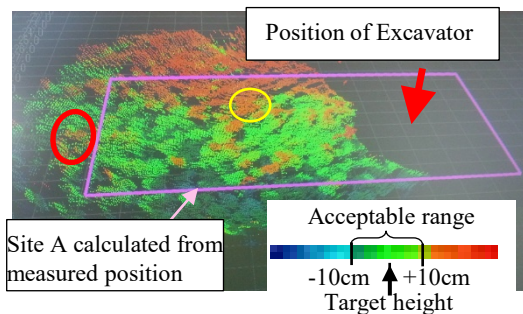 Position of Excavator
Site A calculated from
measured position
Acceptable range
-10cm
+10cm
Target height